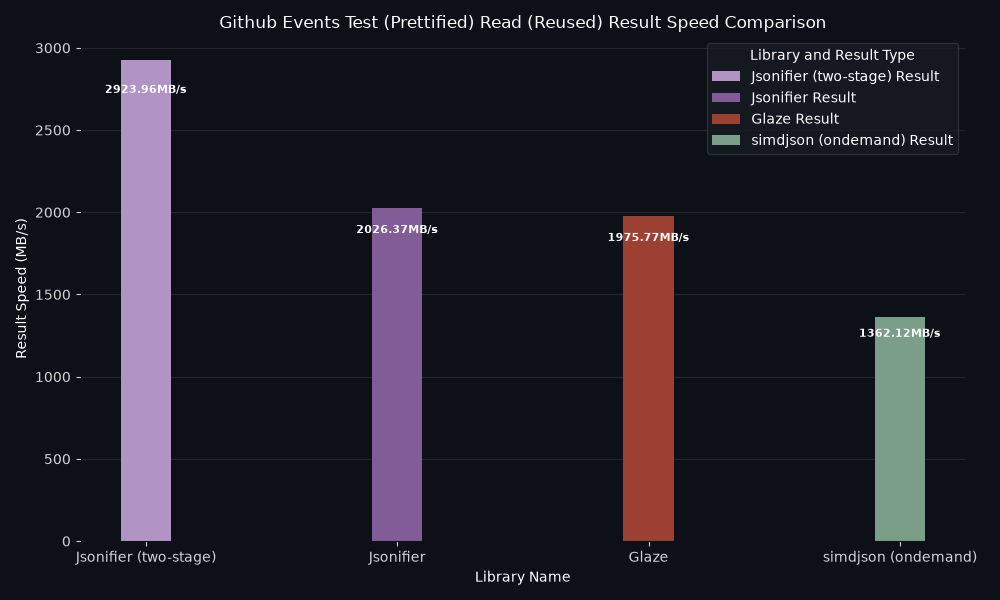 Github Events Test (Prettified) Read (Reused) Result Speed Comparison
Library and Result Type
Jsonifier (two-stage) Result
Jsonifier Result
Glaze Result
simdjson (ondemand) Result
Result Speed (MB/s)
3000
2500
2000
1500
1000
500
0
2923.96MB/s
2026.37MB/s
1975.77MB/s
1362.12MB/s
Jsonifier (two-stage)
Jsonifier
Glaze
simdjson (ondemand)
Library Name